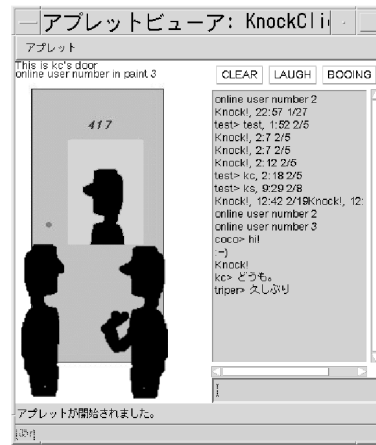 アプレットビューア: KnockCli
アプレット
This is kc's door
online user number in paint 3
CLEAR LAUGH BOOING
417
online user number 2
Knock!, 22:57 1/27
test> test, 1:52 2/5
Knock!, 2:7 2/5
Knock!, 2:7 2/5
Knock!, 2:12 2/5
test> kc, 2:18 2/5
test> ks, 9:29 2/8
Knock!, 12:42 2/19Knock!, 12:
online user number 2
online user number 3
coco> hi!
:-)
Knock!
kc> どうも。
triper> 久しぶり
アプレットが開始されました。